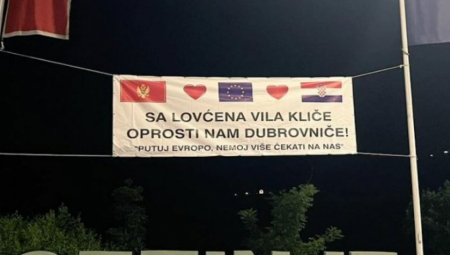 SA LOVĆENA VILA KLIČE
OPROSTI NAM DUBROVNIČE!
"PUTUJ EVROPO, NEMOJ VIŠE ČEKATI NA NAS"